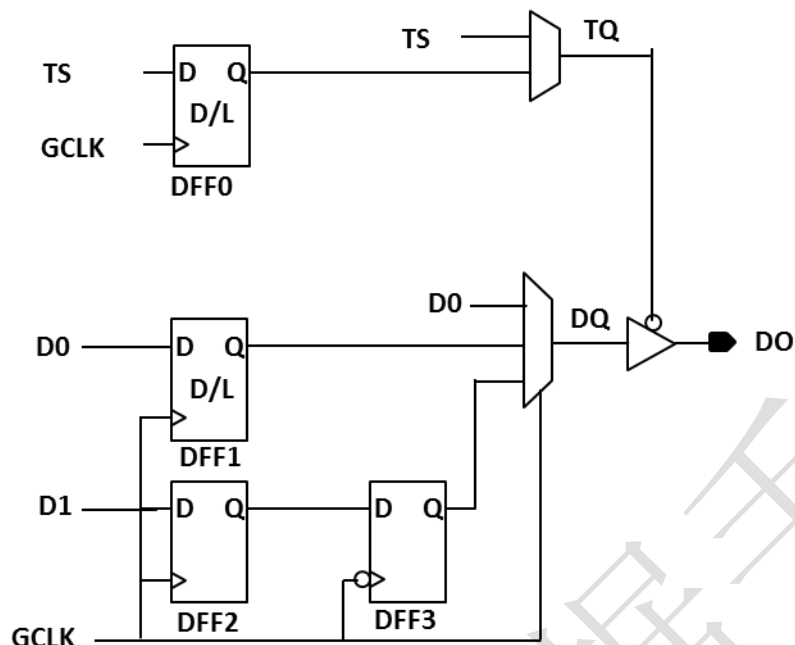 TS
TQ
TS
D Q
D/L
GCLK
DFF0
D0
DQ
D0
D Q
DO
D/L
DFF1
D1
D Q
D Q
DFF2
DFF3
GCLK